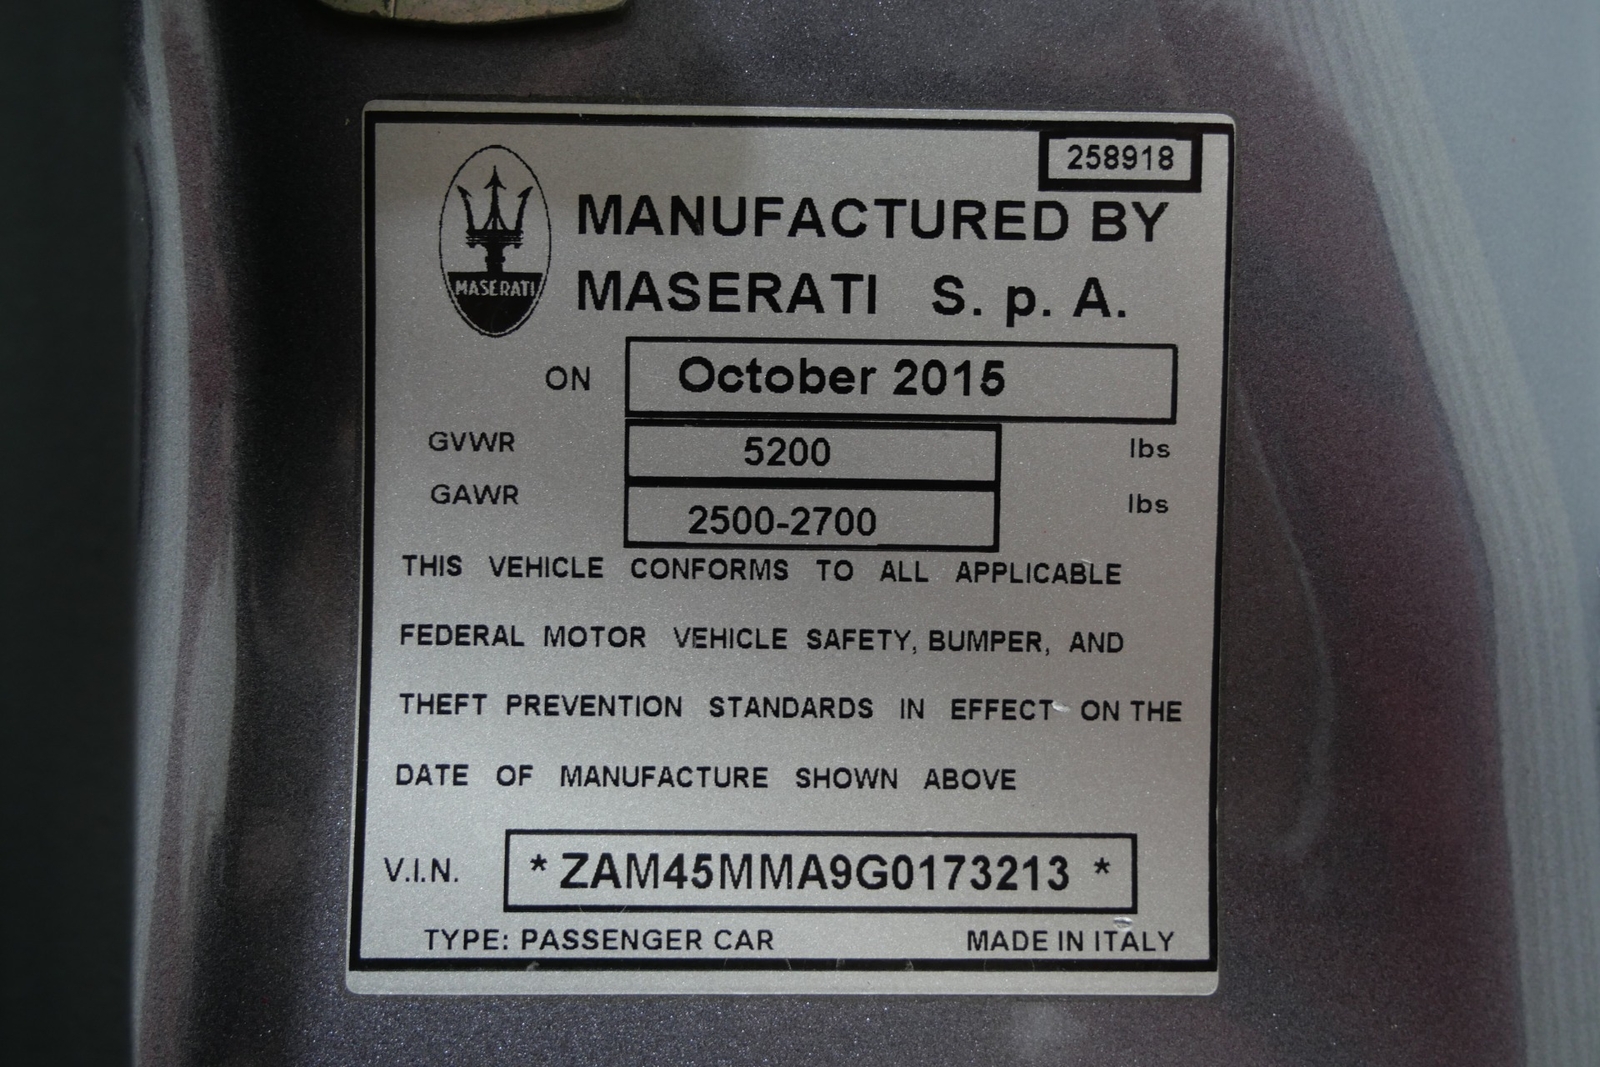 258918
MANUFACTURED BY
MASERATI S. p. A.
MASERATI
ON October 2015
GVWR 5200 lbs
GAWR 2500-2700 lbs
THIS VEHICLE CONFORMS TO ALL APPLICABLE
FEDERAL MOTOR VEHICLE SAFETY, BUMPER, AND
THEFT PREVENTION STANDARDS IN EFFECT ON THE
DATE OF MANUFACTURE SHOWN ABOVE
V.I.N. * ZAM45MMA9G0173213 *
TYPE: PASSENGER CAR MADE IN ITALY